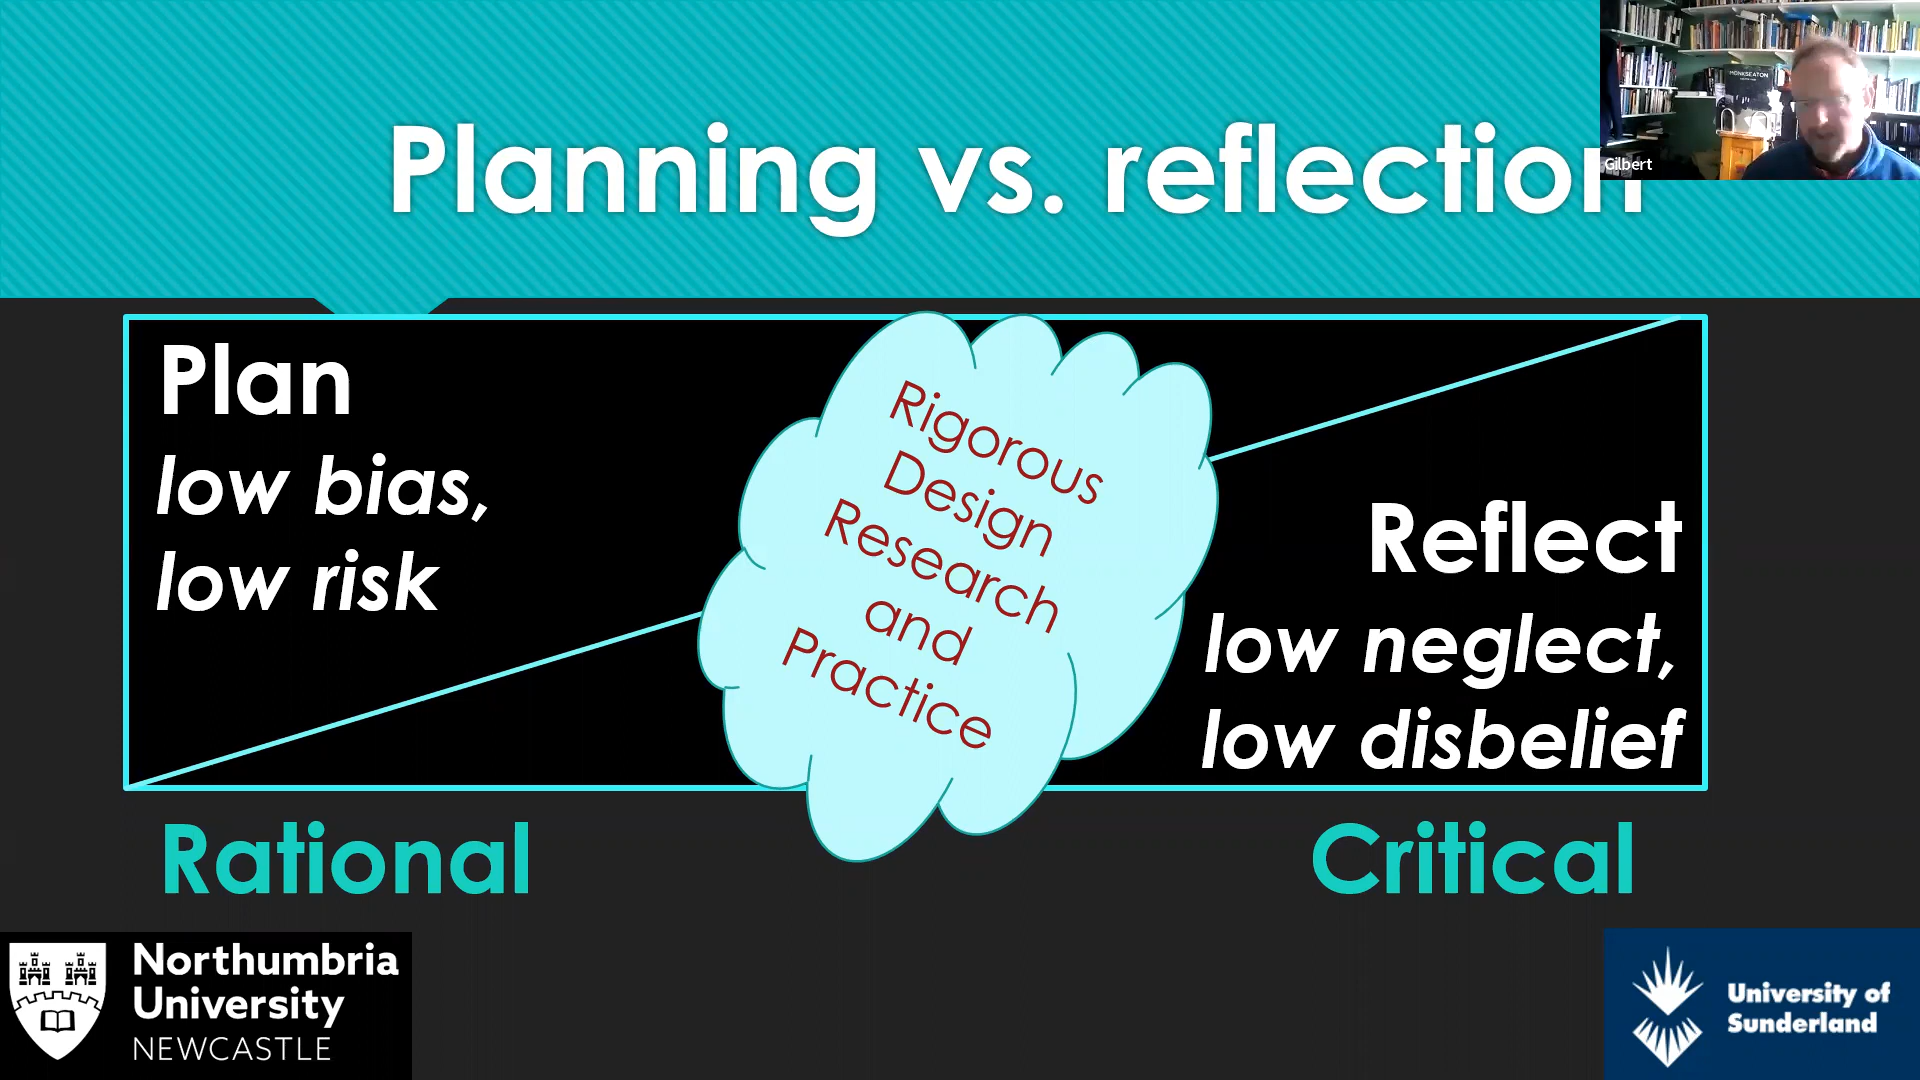 Planning vs. reflection
Gilbert
MONKSEATON
Plan
low bias,
low risk
Rigorous
Design
Research
and
Practice
Reflect
low neglect,
low disbelief
Rational
Critical
Northumbria
University
NEWCASTLE
University of
Sunderland